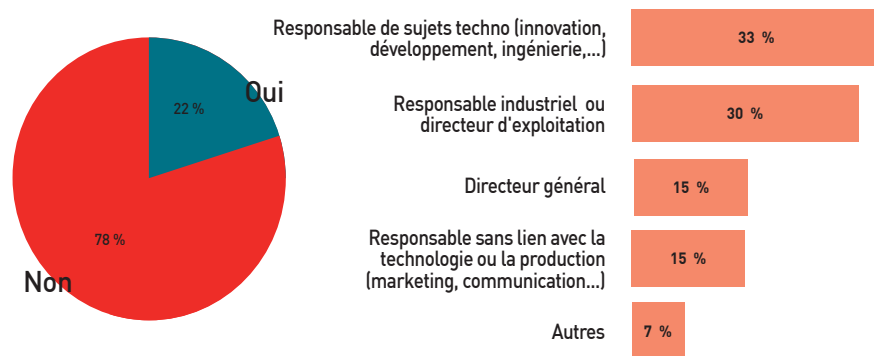 Oui
22 %
78 %
Non
Responsable de sujets techno (innovation,
développement, ingénierie,...)
33 %
Responsable industriel ou
directeur d'exploitation
30 %
Directeur général
15 %
Responsable sans lien avec la
technologie ou la production
(marketing, communication...)
15 %
Autres
7 %